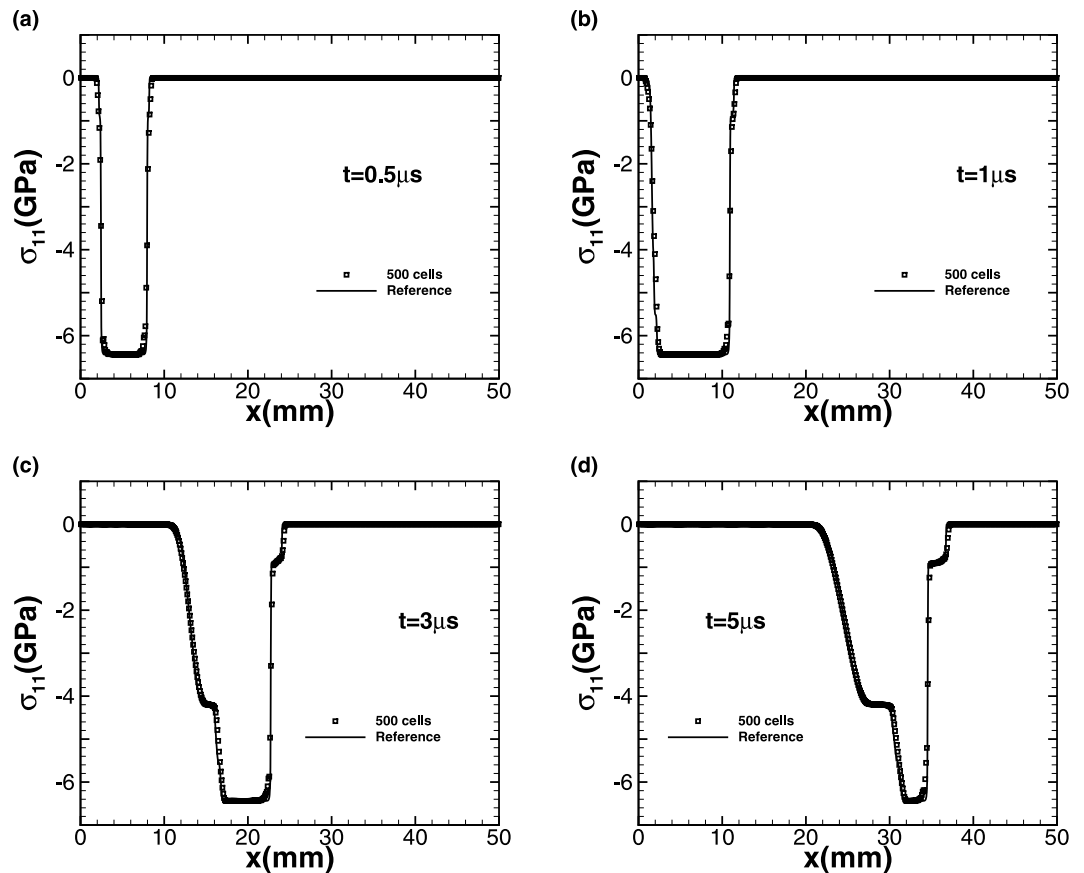 (a)
0
-2
-4
-6
σ11(GPa)
t=0.5μs
500 cells
Reference
0 10 20 30 40 50
x(mm)
(b)
0
-2
-4
-6
σ11(GPa)
t=1μs
500 cells
Reference
0 10 20 30 40 50
x(mm)
(c)
0
-2
-4
-6
σ11(GPa)
t=3μs
500 cells
Reference
0 10 20 30 40 50
x(mm)
(d)
0
-2
-4
-6
σ11(GPa)
t=5μs
500 cells
Reference
0 10 20 30 40 50
x(mm)